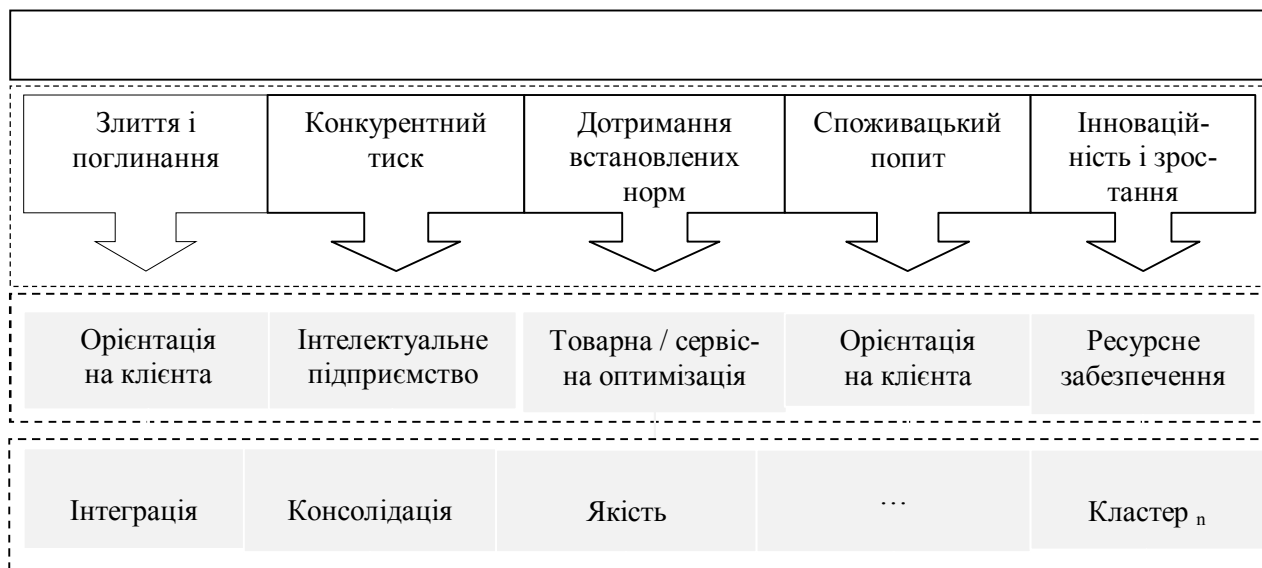 Злиття і
поглинання
Конкурентний
тиск
Дотримання
встановлених
норм
Споживацький
попит
Інновацій-
ність і зрос-
тання
Орієнтація
на клієнта
Інтелектуальне
підприємство
Товарна / сервіс-
на оптимізація
Орієнтація
на клієнта
Ресурсне
забезпечення
Інтеграція
Консолідація
Якість
…
Кластер n